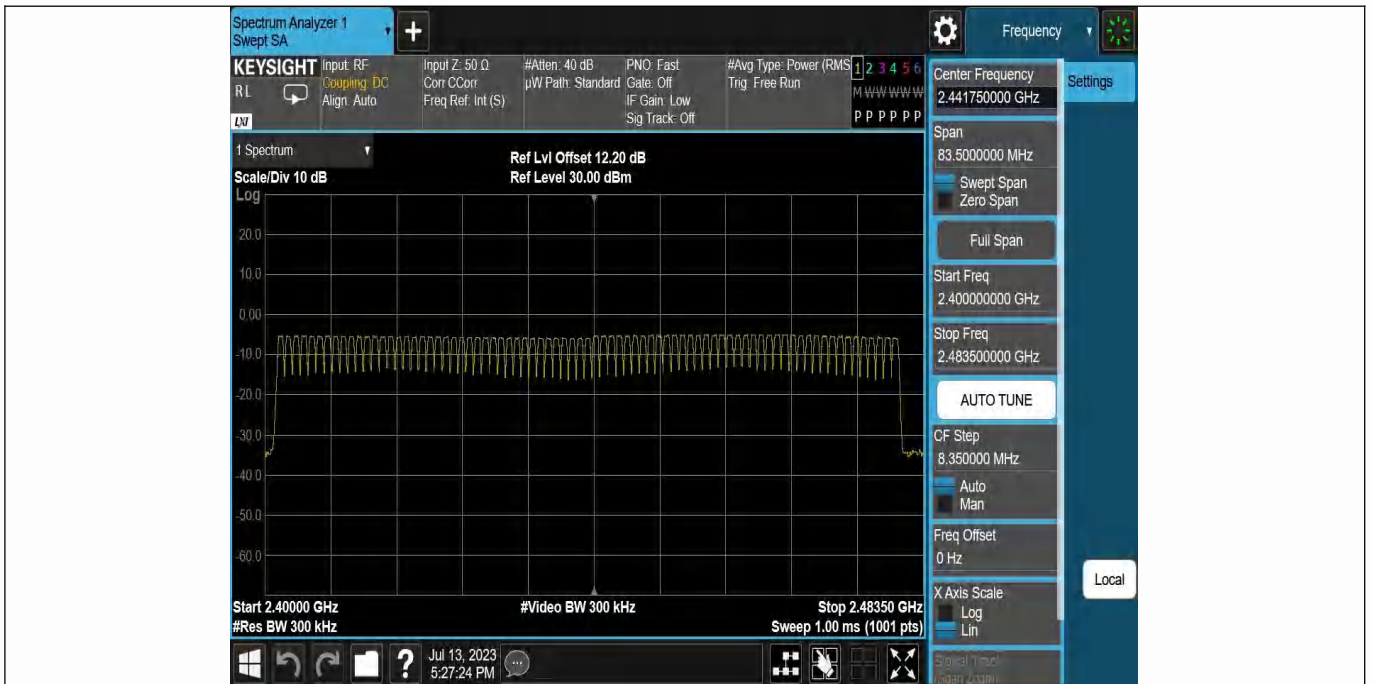 Spectrum Analyzer 1
Swept SA
+
Frequency
KEYSIGHT
RL
LXI
Input: RF
Coupling: DC
Align: Auto
Input Z: 50 Ω
Corr CCorr
Freq Ref: Int (S)
#Atten: 40 dB
µW Path: Standard
PNO: Fast
Gate: Off
IF Gain: Low
Sig Track: Off
#Avg Type: Power (RMS
Trig: Free Run
1 2 3 4 5 6
M W W W W W
P P P P P P
Center Frequency
2.441750000 GHz
Settings
Span
83.5000000 MHz
Swept Span
Zero Span
Full Span
Start Freq
2.400000000 GHz
Stop Freq
2.483500000 GHz
AUTO TUNE
CF Step
8.350000 MHz
Auto
Man
Freq Offset
0 Hz
X Axis Scale
Log
Lin
Signal Track
(Span Zoom)
Local
1 Spectrum
Scale/Div 10 dB
Ref Lvl Offset 12.20 dB
Ref Level 30.00 dBm
Log
20.0
10.0
0.00
-10.0
-20.0
-30.0
-40.0
-50.0
-60.0
Start 2.40000 GHz
#Res BW 300 kHz
#Video BW 300 kHz
Stop 2.48350 GHz
Sweep 1.00 ms (1001 pts)
?
Jul 13, 2023
5:27:24 PM